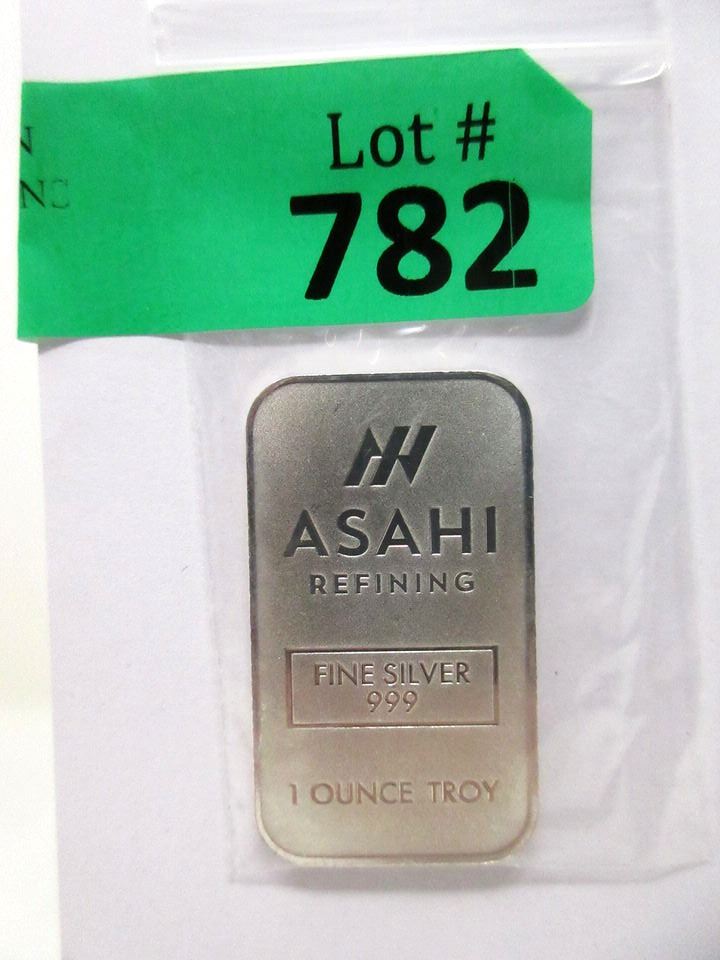 Lot #
782
ASAHI
REFINING
FINE SILVER
999
1 OUNCE TROY